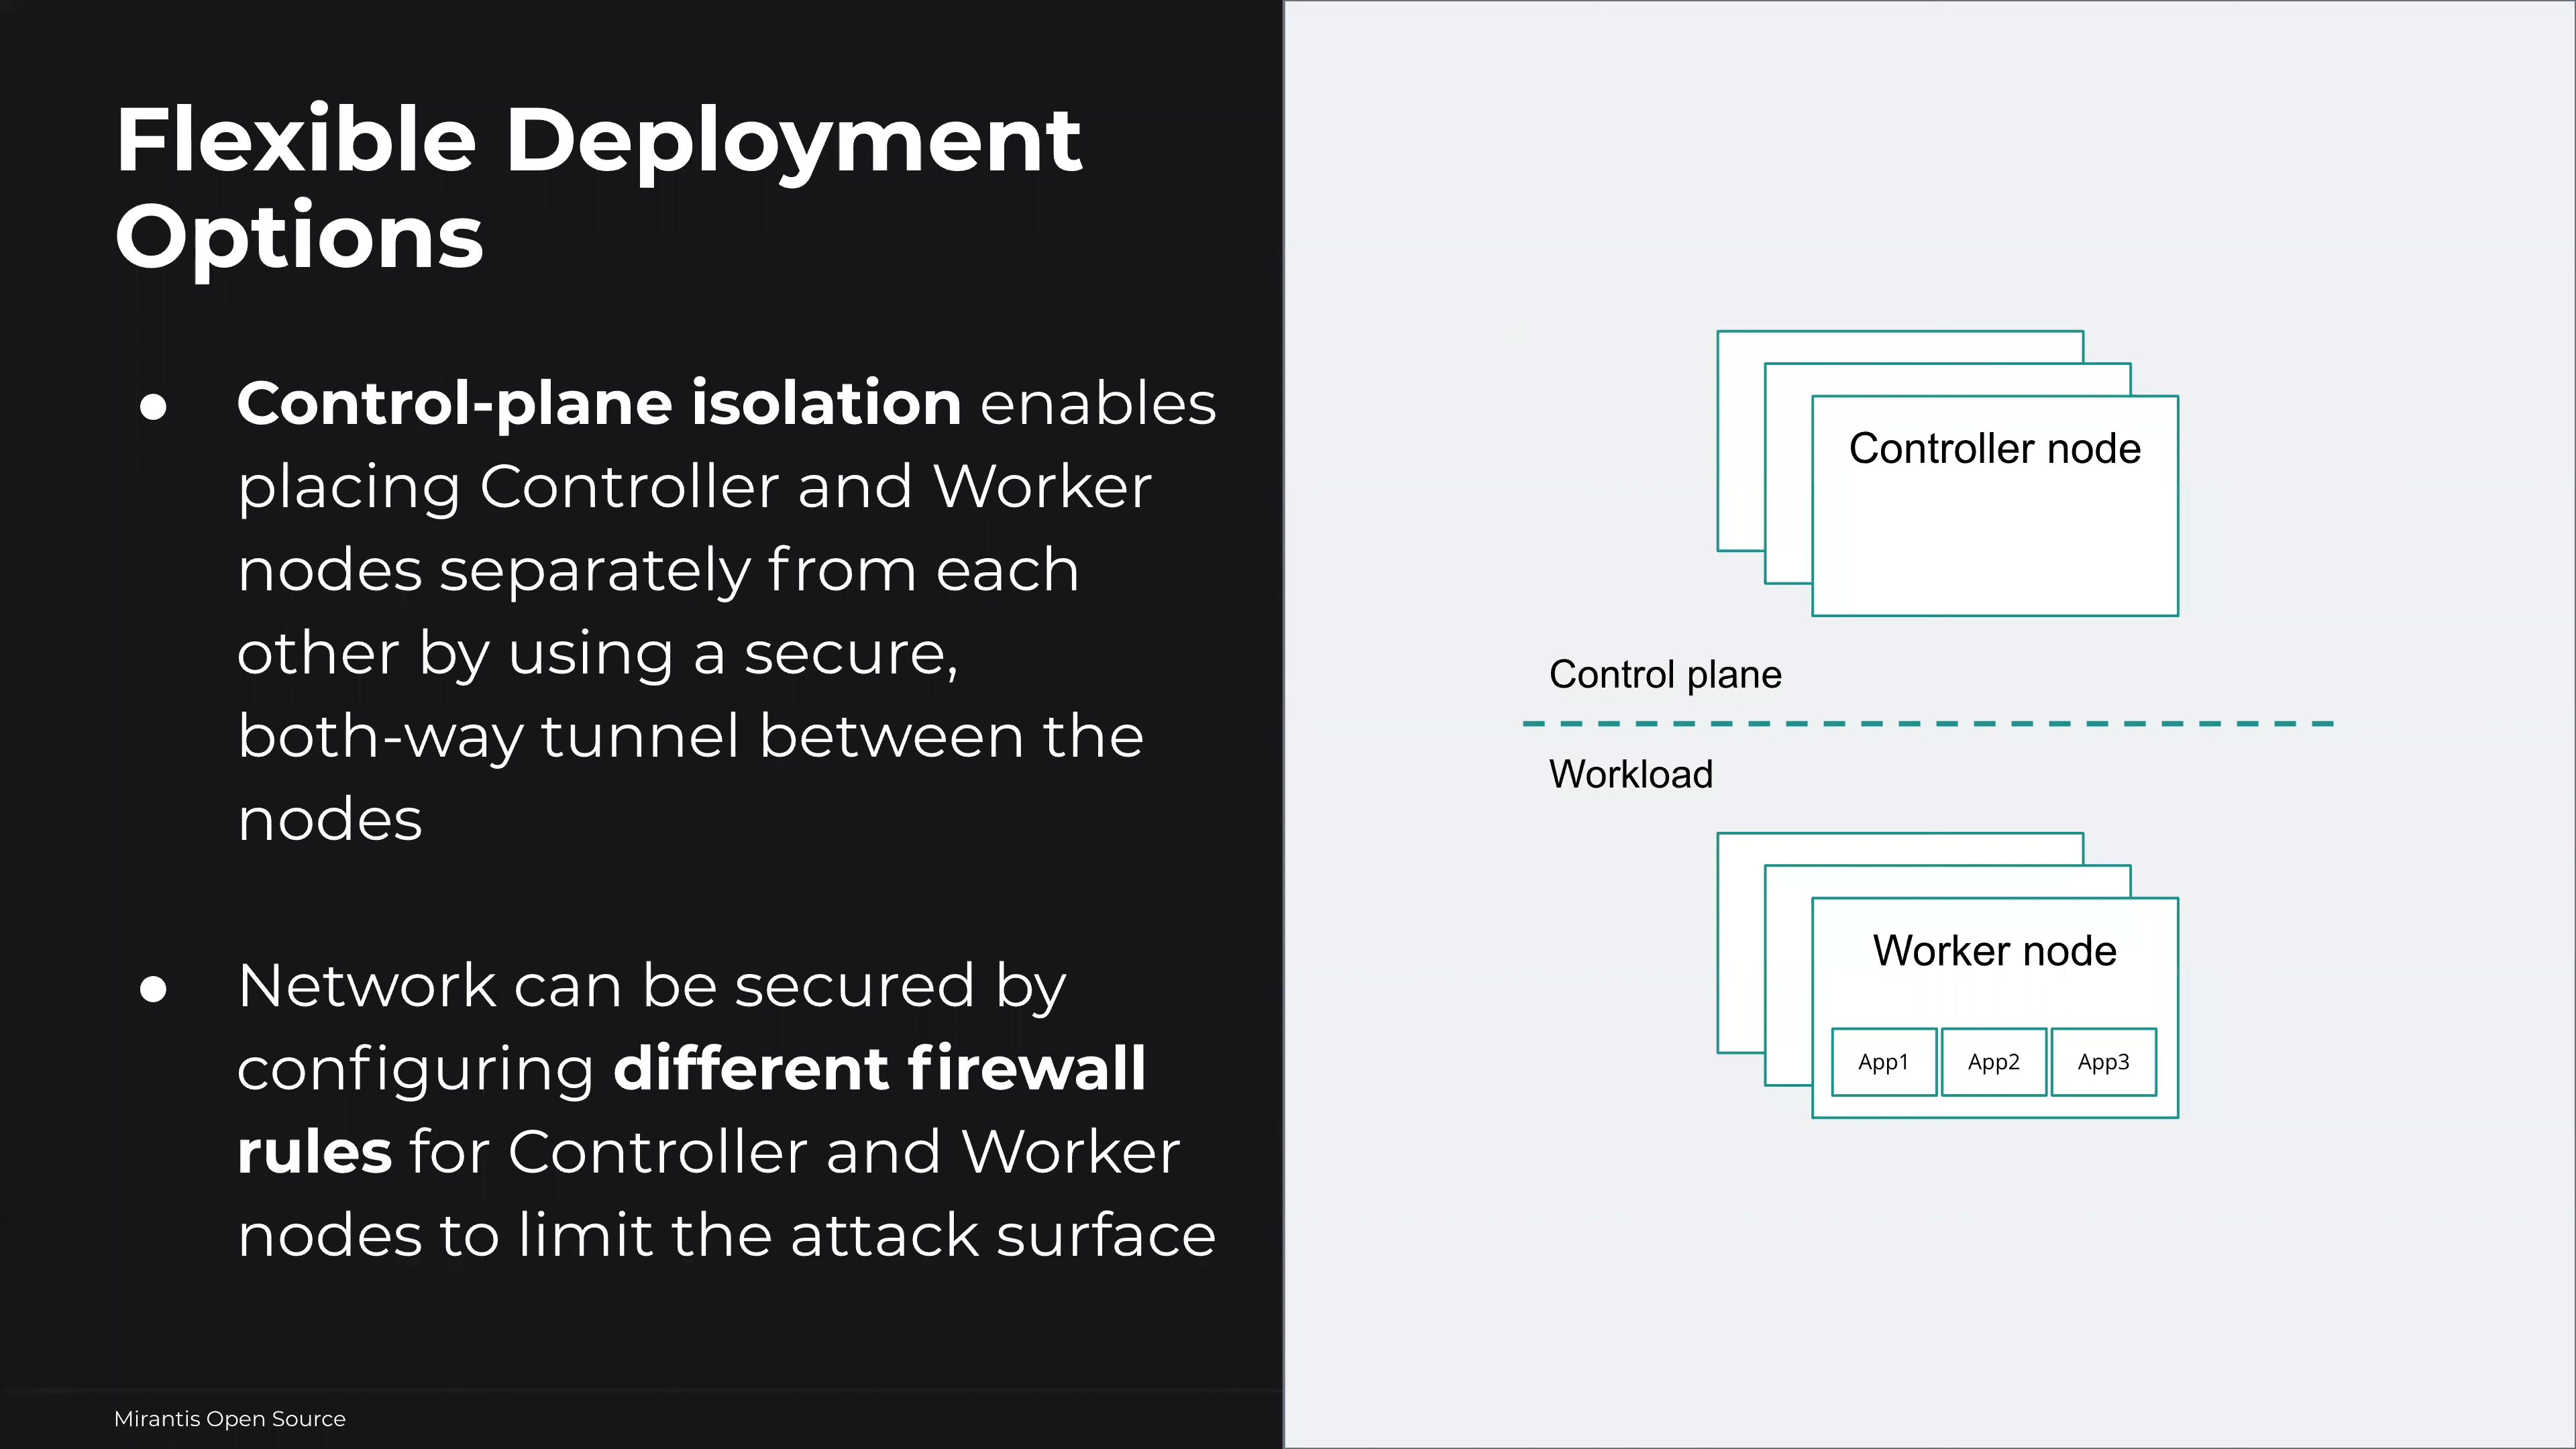 Flexible Deployment
Options
● Control-plane isolation enables
placing Controller and Worker
nodes separately from each
other by using a secure,
both-way tunnel between the
nodes
● Network can be secured by
configuring different firewall
rules for Controller and Worker
nodes to limit the attack surface
Mirantis Open Source
Controller node
Control plane
Workload
Worker node
App1 App2 App3